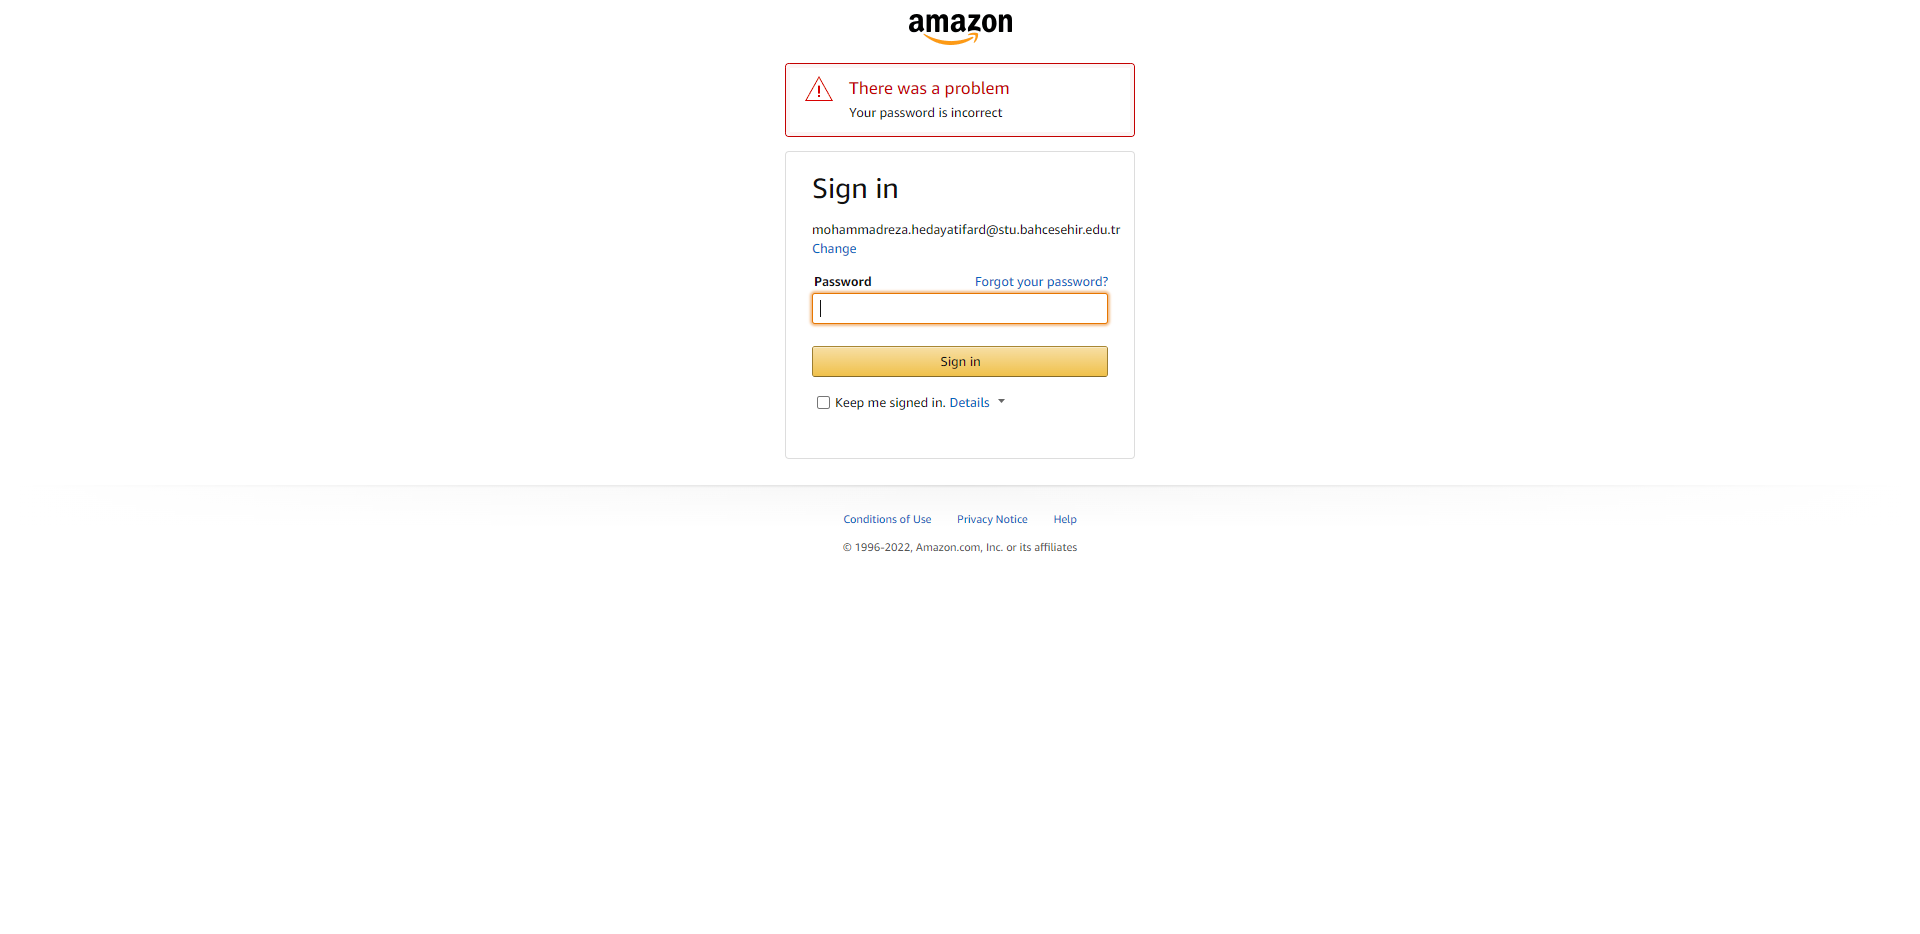 amazon
There was a problem
Your password is incorrect
Sign in
mohammadreza.hedayatifard@stu.bahcesehir.edu.tr
Change
Password Forgot your password?
Sign in
Keep me signed in. Details
Conditions of Use Privacy Notice Help
© 1996-2022, Amazon.com, Inc. or its affiliates